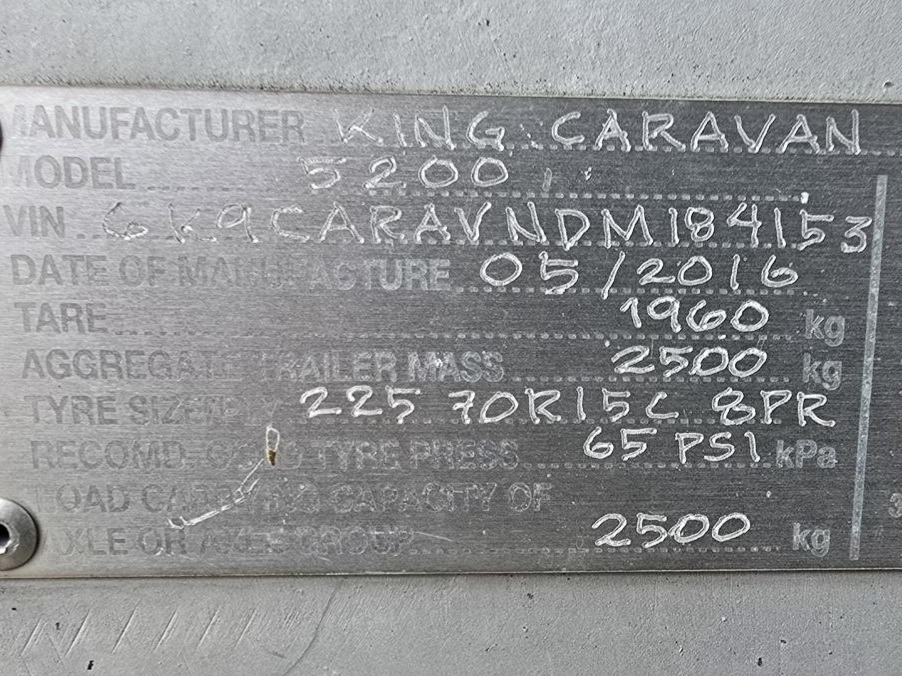 MANUFACTURER KING CARAVAN
MODEL 5200
VIN 6K9CARAVNDM184153
DATE OF MANUFACTURE 05/2016
TARE 1960 kg
AGGREGATE TRAILER MASS 2500 kg
TYRE SIZE 225 70R15C 8PR
RECOMD. TYRE PRESS 65 PSI kPa
LOAD CARRYING CAPACITY OF
AXLE OR AXLE GROUP 2500 kg
3